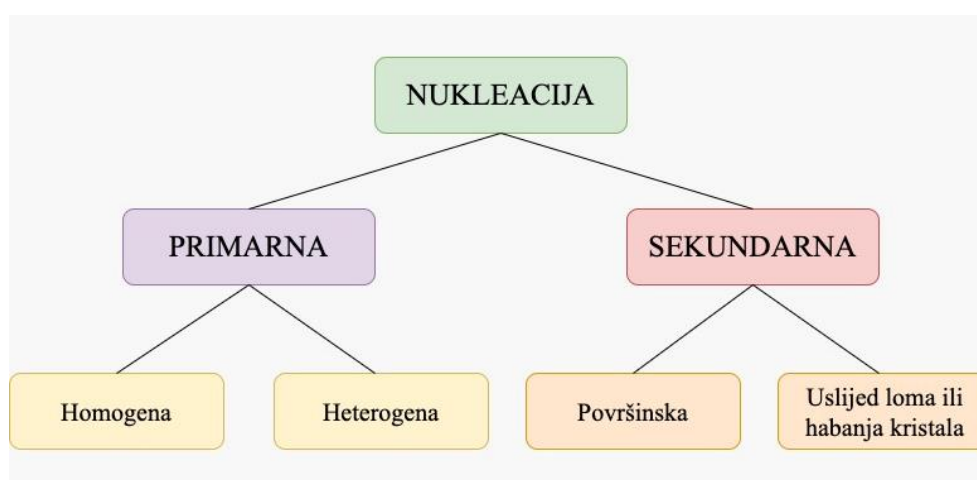 NUKLEACIJA
PRIMARNA
SEKUNDARNA
Homogena
Heterogena
Površinska
Uslijed loma ili
habanja kristala